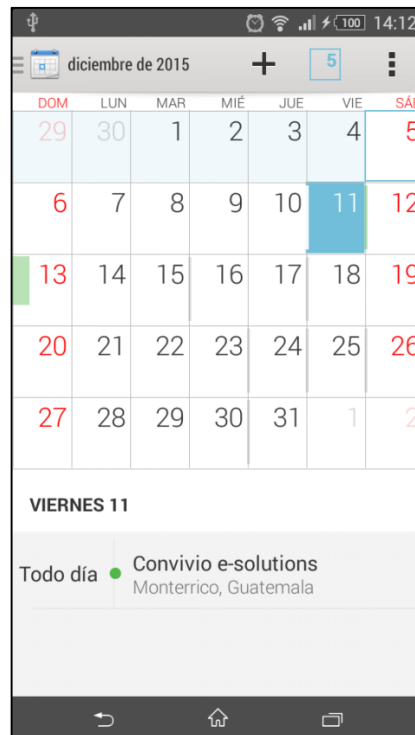 100 14:12
diciembre de 2015 + 5
DOM LUN MAR MIÉ JUE VIE SÁB
29 30 1 2 3 4 5
6 7 8 9 10 11 12
13 14 15 16 17 18 19
20 21 22 23 24 25 26
27 28 29 30 31 1 2
VIERNES 11
Todo día
Convivio e-solutions
Monterrico, Guatemala